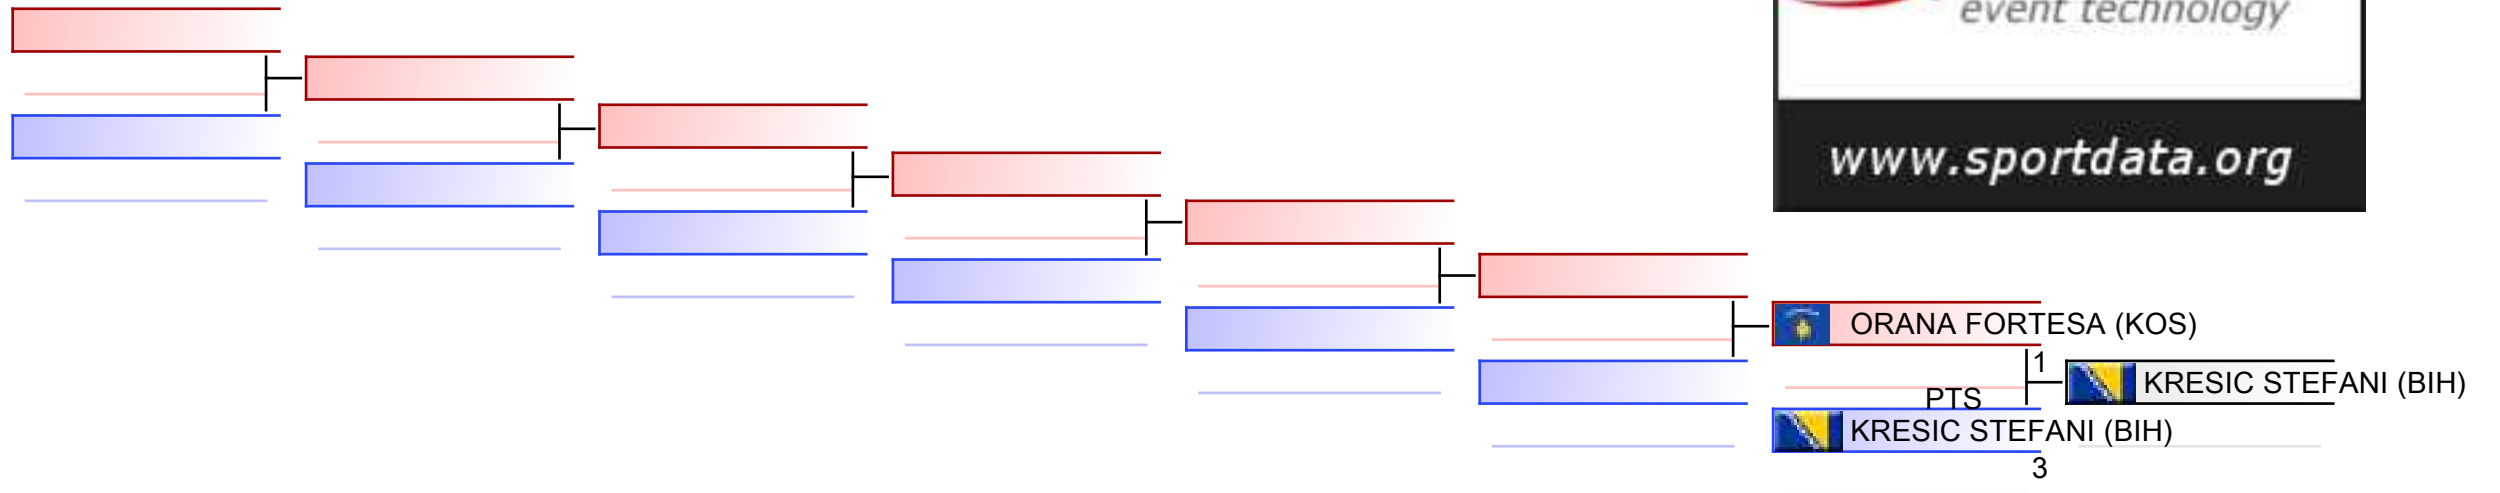 event technology
www.sportdata.org
ORANA FORTESA (KOS)
1
KRESIC STEFANI (BIH)
PTS
KRESIC STEFANI (BIH)
3